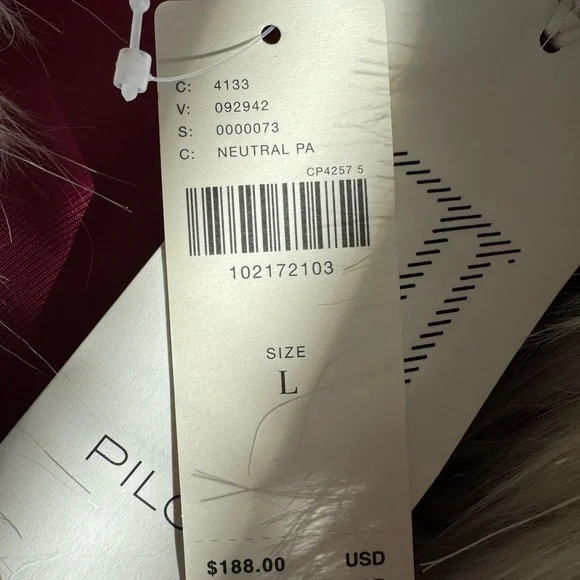 C: 4133
V: 092942
S: 0000073
C: NEUTRAL PA
CP4257 5
102172103
SIZE
L
PILC
$188.00 USD